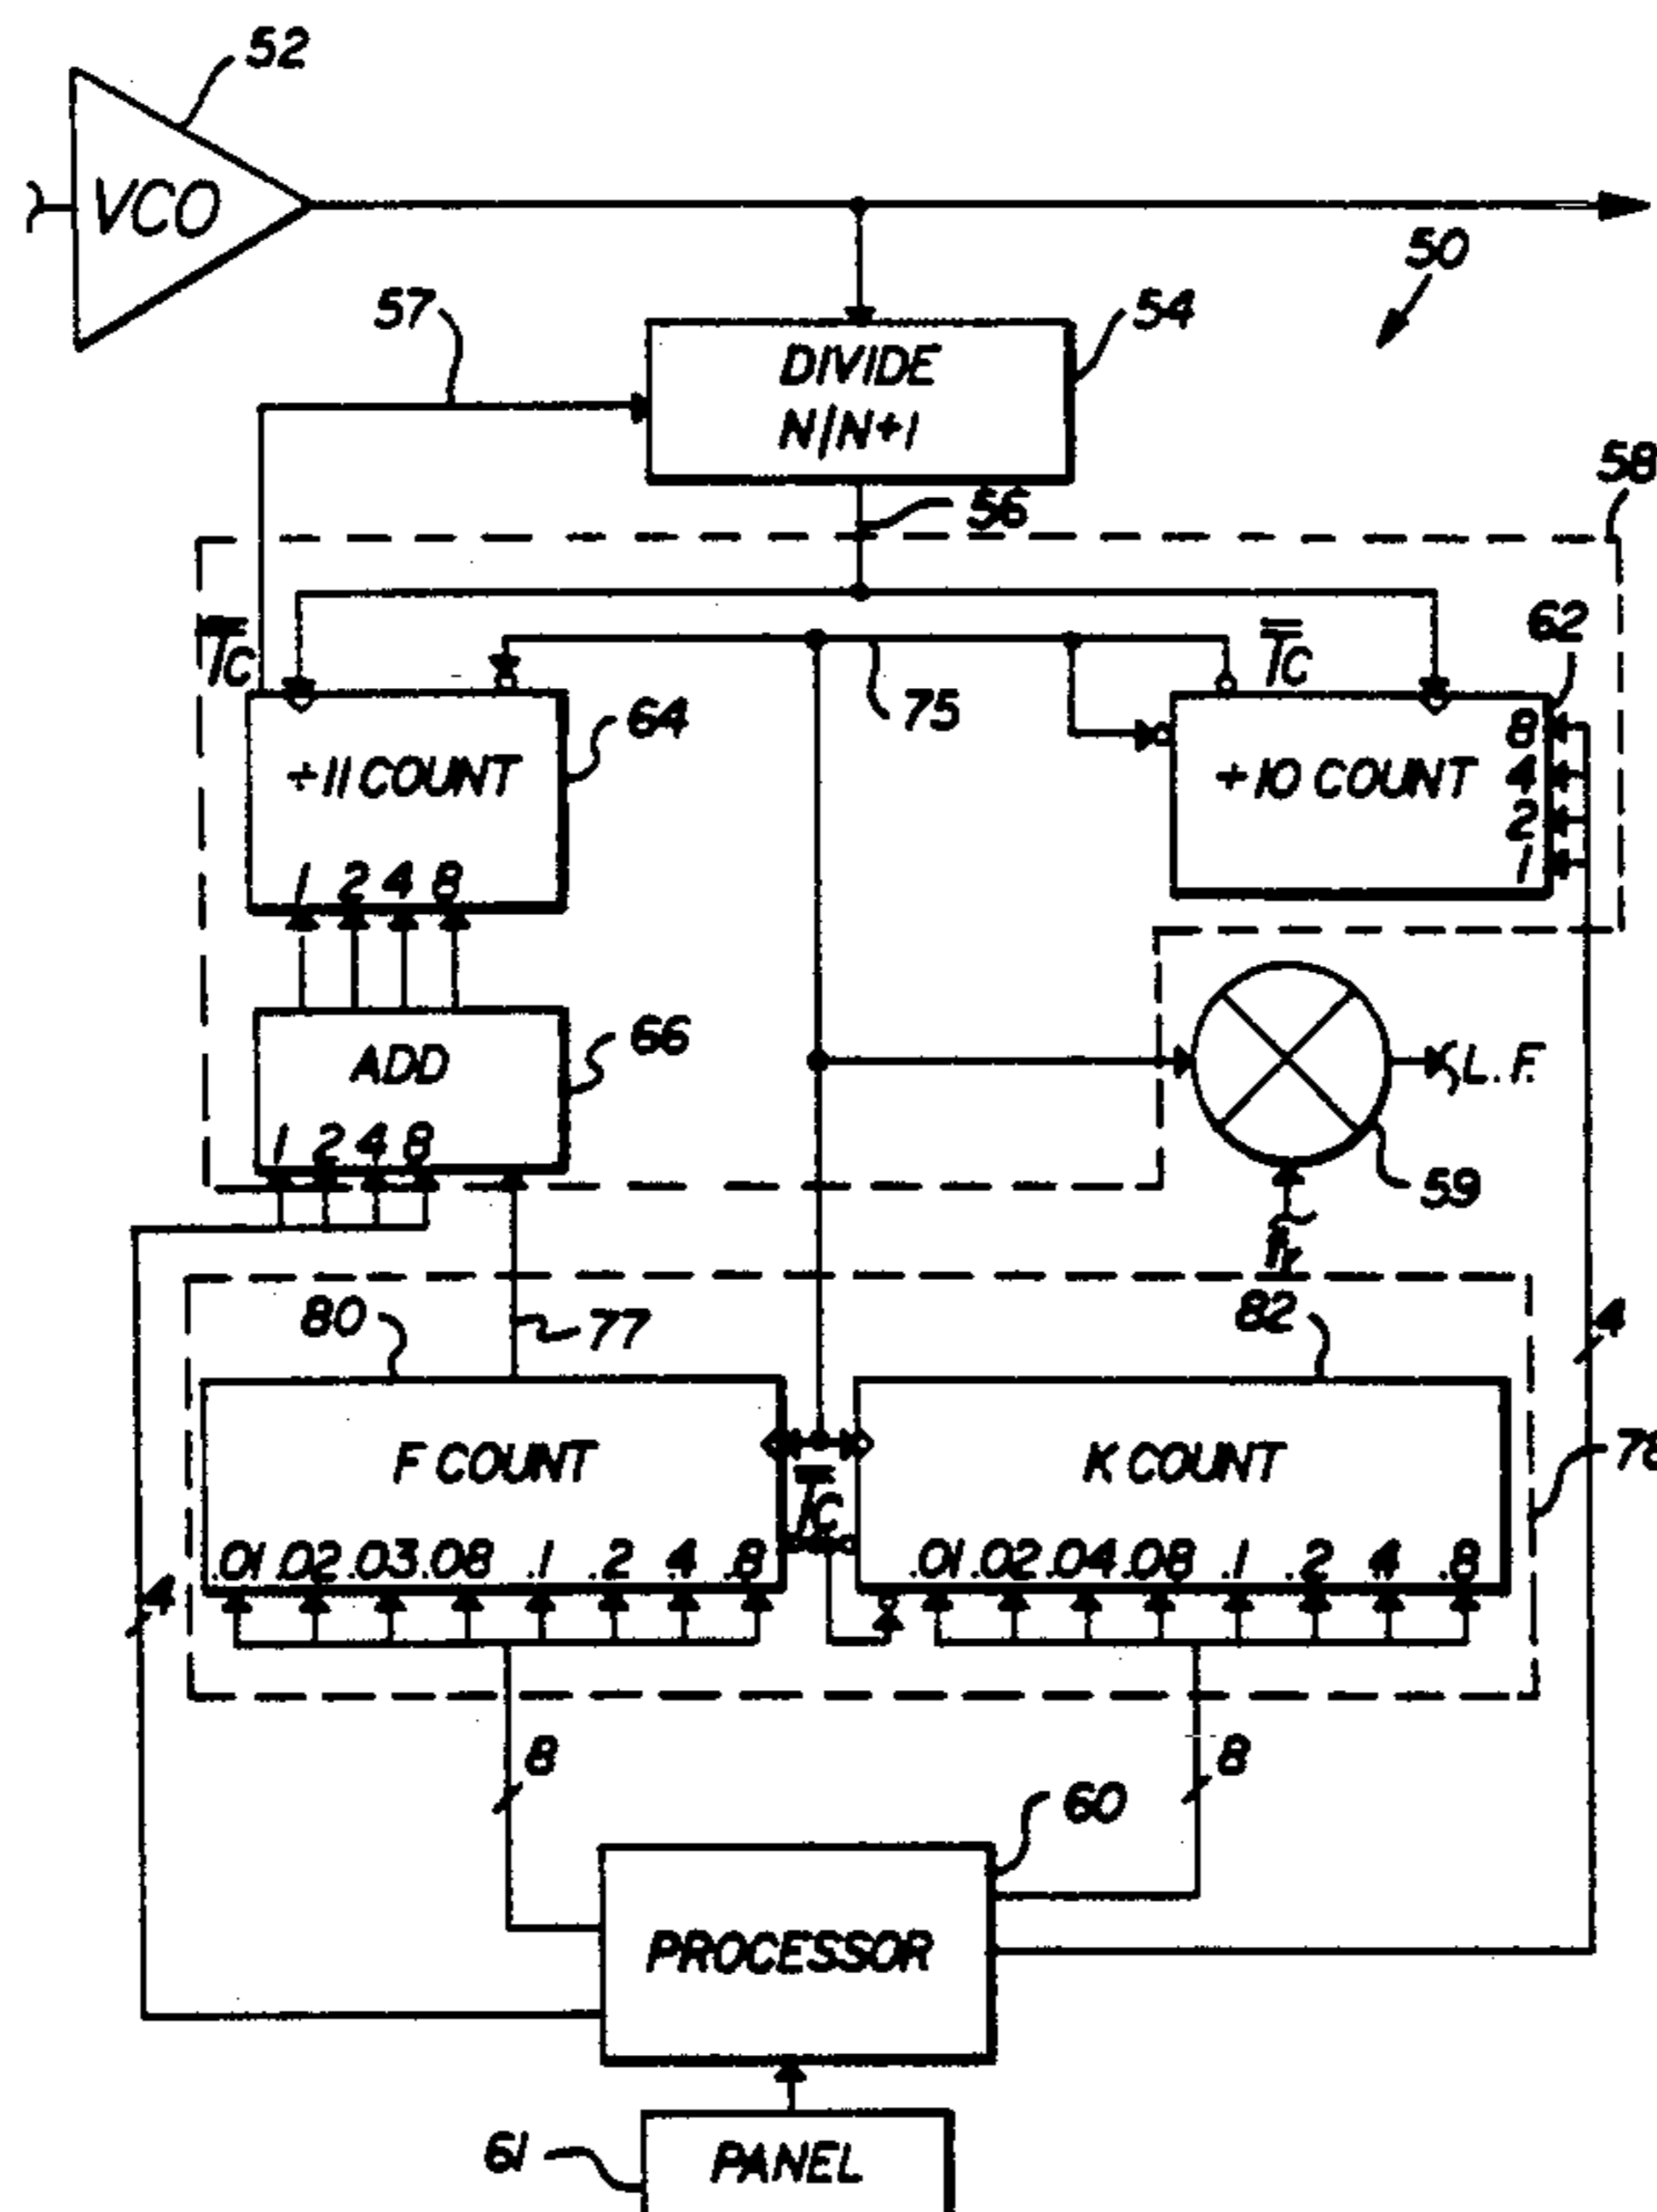 52
VCO
50
57
54
DIVIDE
N/N+1
58
56
TC
TC
62
64
75
÷11 COUNT
÷10 COUNT
8
4
2
1
1 2 4 8
66
ADD
L.F.
1 2 4 8
59
80
77
82
4
F COUNT
K COUNT
TC
.01 .02 .03 .08 .1 .2 .4 .8
.01 .02 .04 .08 .1 .2 .4 .8
4
8
8
60
PROCESSOR
61
PANEL